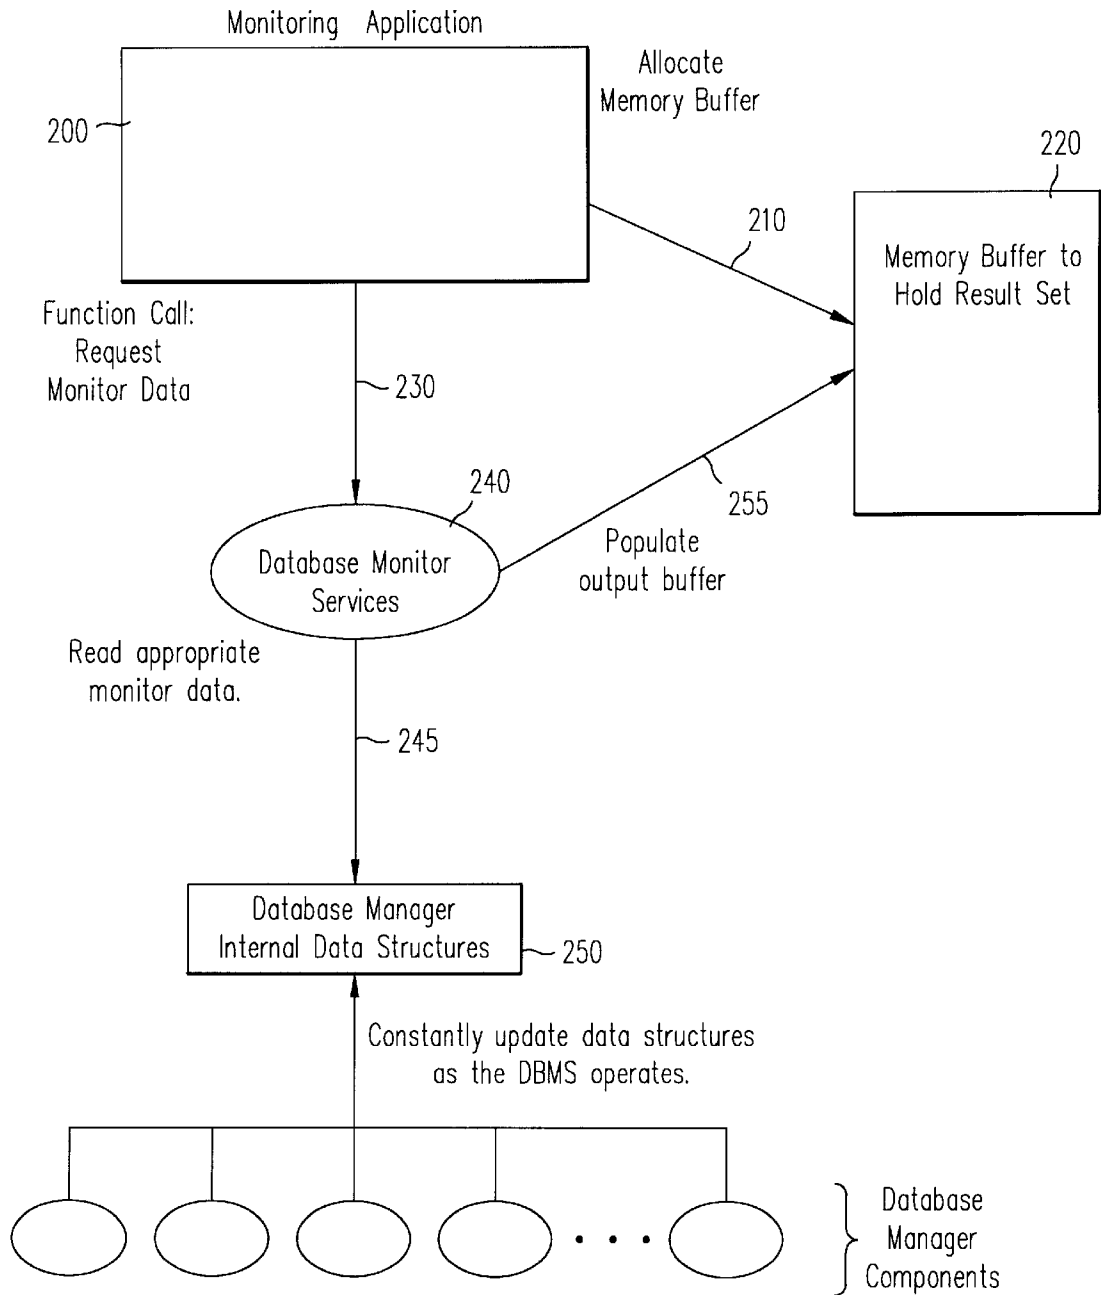 Monitoring Application
Allocate
Memory Buffer
200
220
210
Memory Buffer to
Hold Result Set
Function Call:
Request
Monitor Data
230
240
255
Database Monitor
Services
Populate
output buffer
Read appropriate
monitor data.
245
Database Manager
Internal Data Structures
250
Constantly update data structures
as the DBMS operates.
Database
Manager
Components